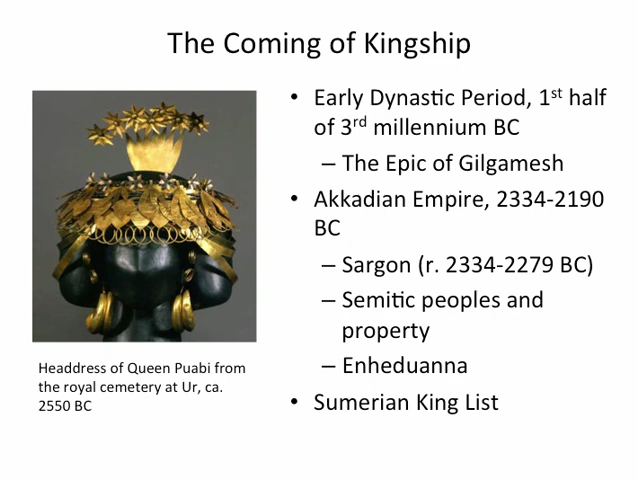 The Coming of Kingship
• Early Dynastic Period, 1st half
of 3rd millennium BC
– The Epic of Gilgamesh
• Akkadian Empire, 2334-2190
BC
– Sargon (r. 2334-2279 BC)
– Semitic peoples and
property
– Enheduanna
• Sumerian King List
Headdress of Queen Puabi from
the royal cemetery at Ur, ca.
2550 BC